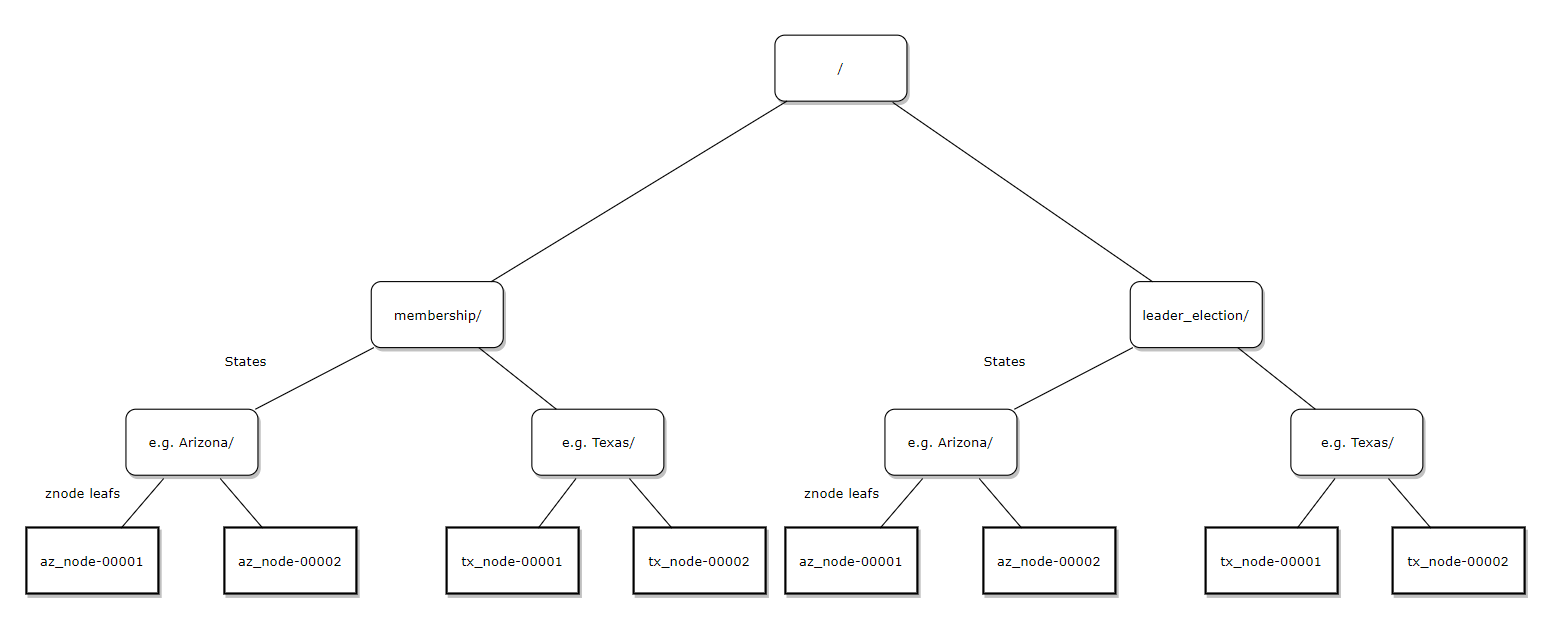 /
membership/
leader_election/
States
States
e.g. Arizona/
e.g. Texas/
e.g. Arizona/
e.g. Texas/
znode leafs
znode leafs
az_node-00001
az_node-00002
tx_node-00001
tx_node-00002
az_node-00001
az_node-00002
tx_node-00001
tx_node-00002